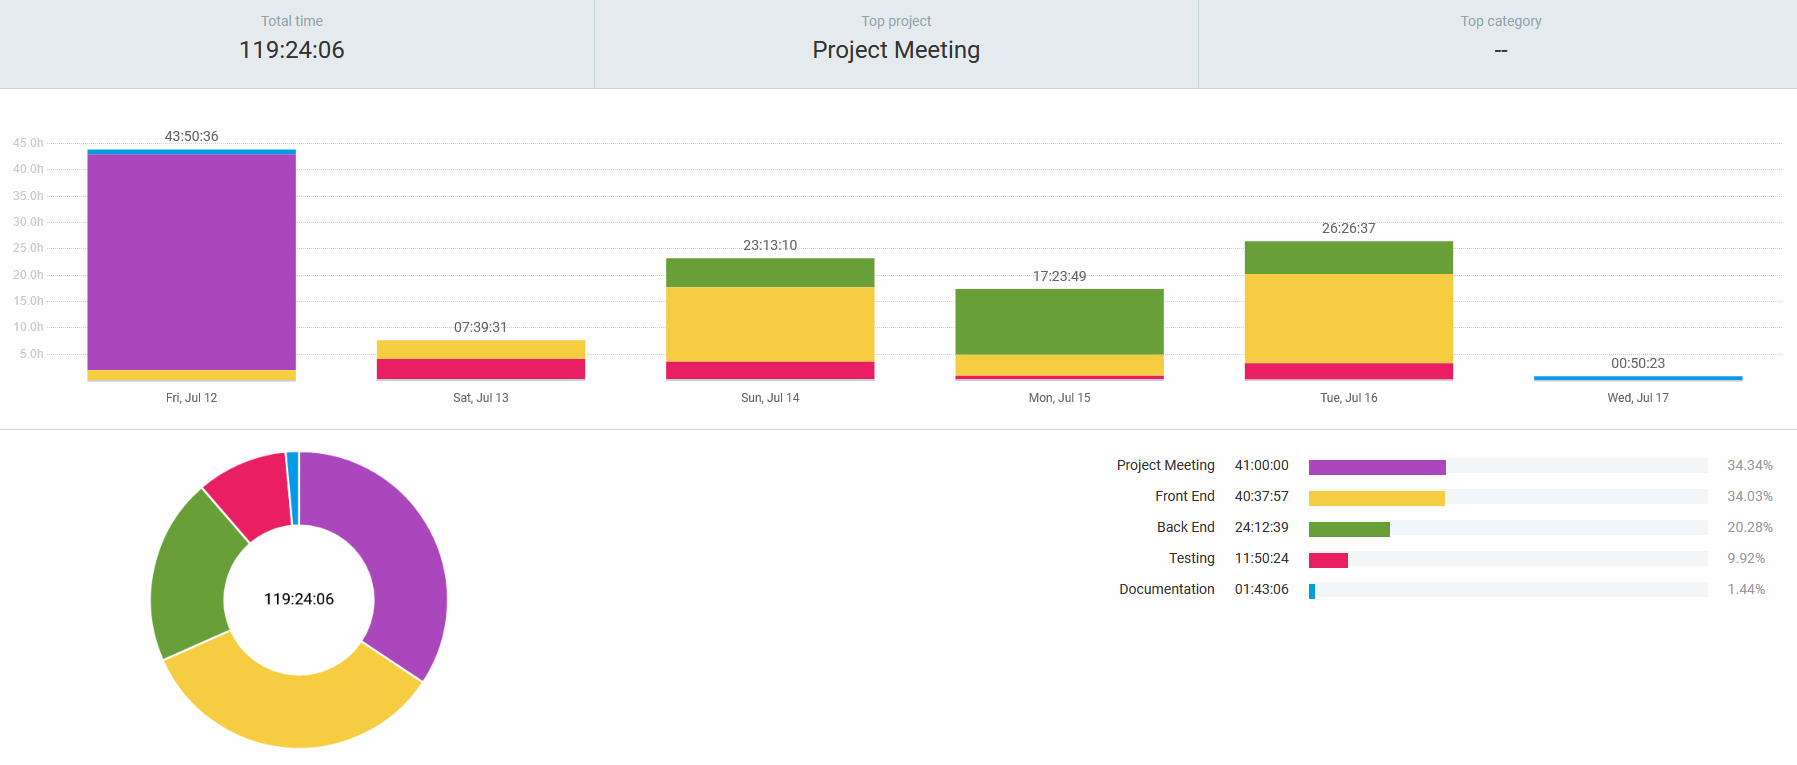 Total time
119:24:06
Top project
Project Meeting
Top category
--
45.0h
40.0h
35.0h
30.0h
25.0h
20.0h
15.0h
10.0h
5.0h
43:50:36
07:39:31
23:13:10
17:23:49
26:26:37
00:50:23
Fri, Jul 12
Sat, Jul 13
Sun, Jul 14
Mon, Jul 15
Tue, Jul 16
Wed, Jul 17
119:24:06
Project Meeting 41:00:00 34.34%
Front End 40:37:57 34.03%
Back End 24:12:39 20.28%
Testing 11:50:24 9.92%
Documentation 01:43:06 1.44%